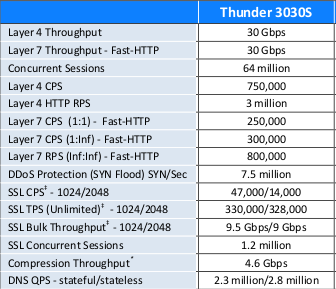 Thunder 3030S
Layer 4 Throughput 30 Gbps
Layer 7 Throughput - Fast-HTTP 30 Gbps
Concurrent Sessions 64 million
Layer 4 CPS 750,000
Layer 4 HTTP RPS 3 million
Layer 7 CPS (1:1) - Fast-HTTP 250,000
Layer 7 CPS (1:Inf) - Fast-HTTP 300,000
Layer 7 RPS (Inf:Inf) - Fast-HTTP 800,000
DDoS Protection (SYN Flood) SYN/Sec 7.5 million
SSL CPS‡ - 1024/2048 47,000/14,000
SSL TPS (Unlimited)‡ - 1024/2048 330,000/328,000
SSL Bulk Throughput‡ - 1024/2048 9.5 Gbps/9 Gbps
SSL Concurrent Sessions 1.2 million
Compression Throughput* 4.6 Gbps
DNS QPS - stateful/stateless 2.3 million/2.8 million